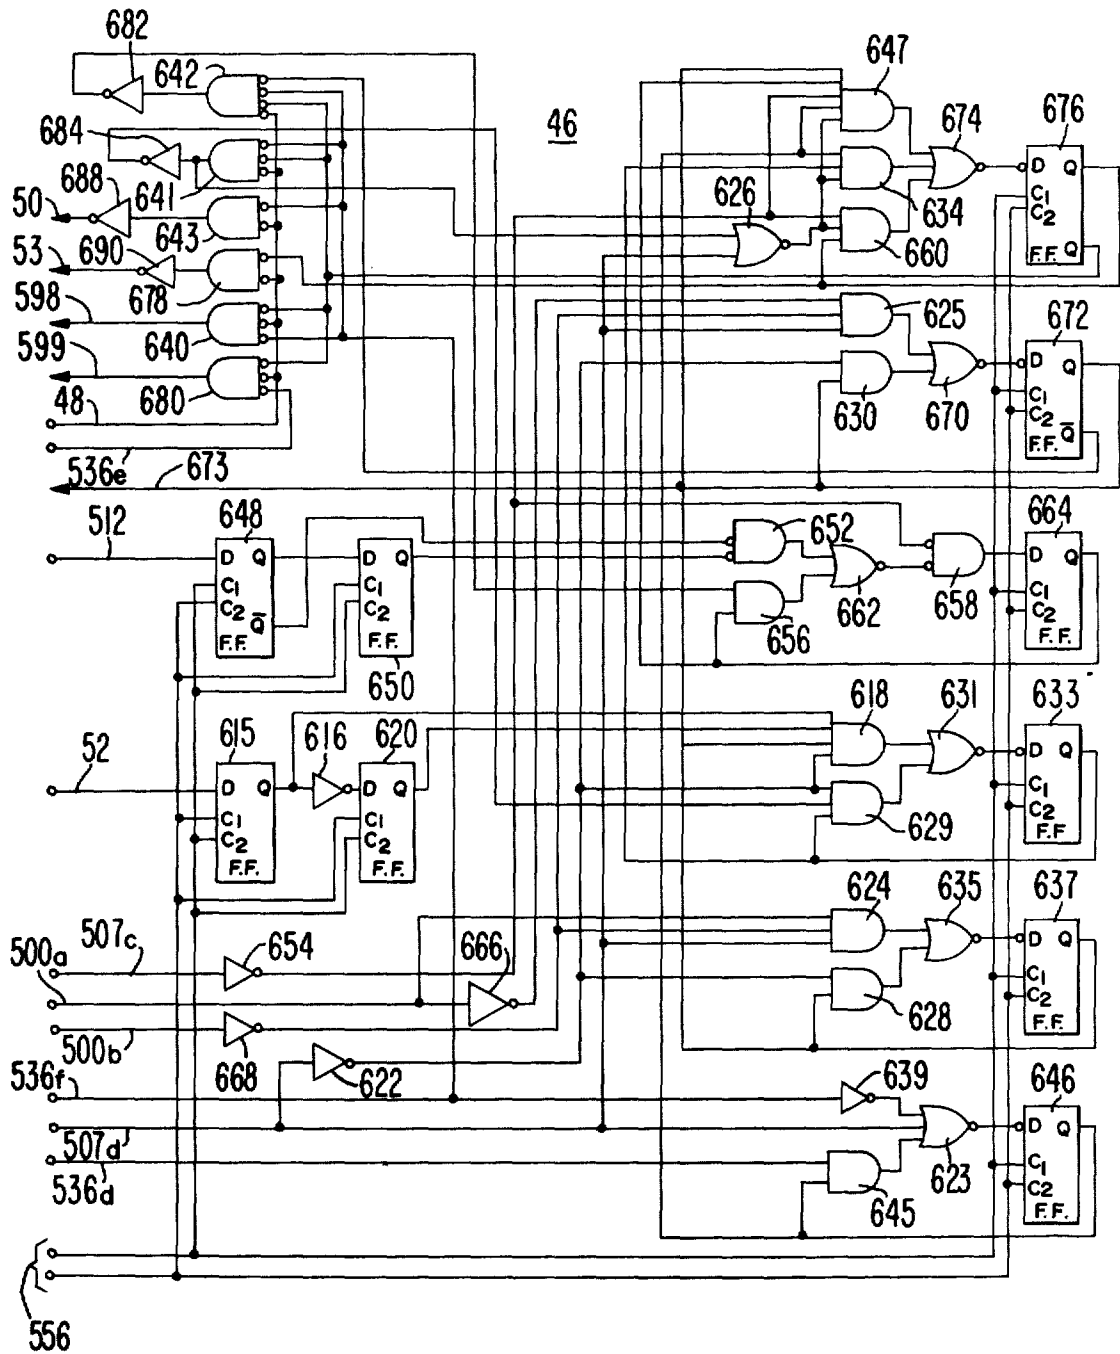 682
642
647
684
46
674
676
D Q
C1
C2
F.F. Q
688
641
634
50
626
643
660
690
53
678
625
672
D Q
C1
C2
F.F. Q̅
598
640
599
680
630
670
48
536e
673
512
648
D Q
C1
C2 Q̅
F.F.
D Q
C1
C2
F.F.
650
652
664
D
C1
C2
F.F.
662
658
656
618
631
633
D Q
C1
C2
F.F
52
615
D Q
C1
C2
F.F.
616
620
D Q
C1
C2
F.F.
629
624
635
637
D Q
C1
C2
F.F.
507c
654
666
500a
628
500b
668
622
536f
639
646
D Q
C1
C2
F.F.
507d
623
536d
645
556